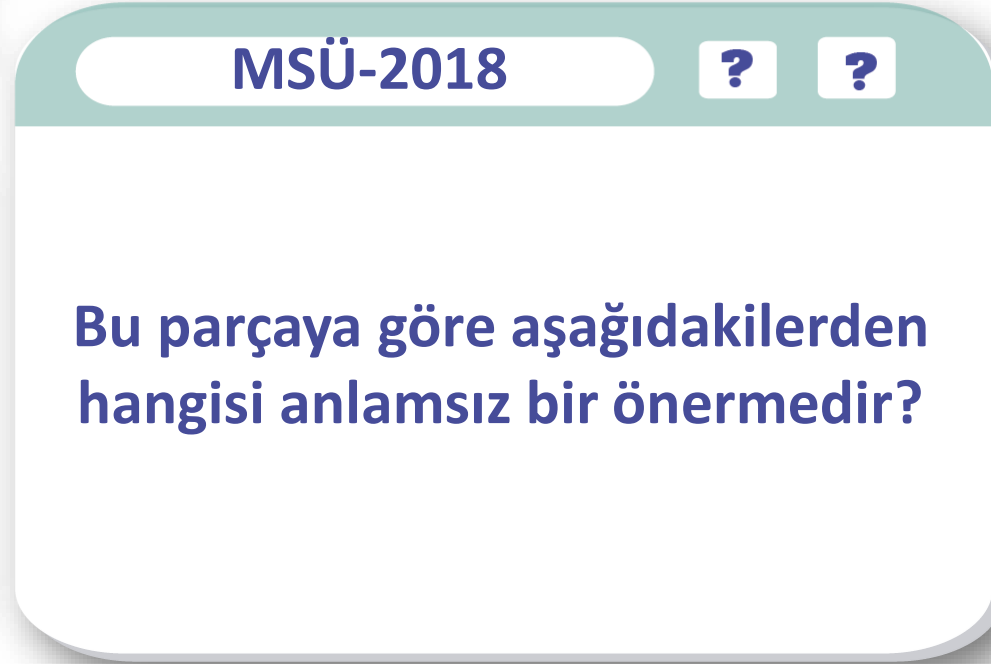 MSÜ-2018 ? ?
Bu parçaya göre aşağıdakilerden
hangisi anlamsız bir önermedir?